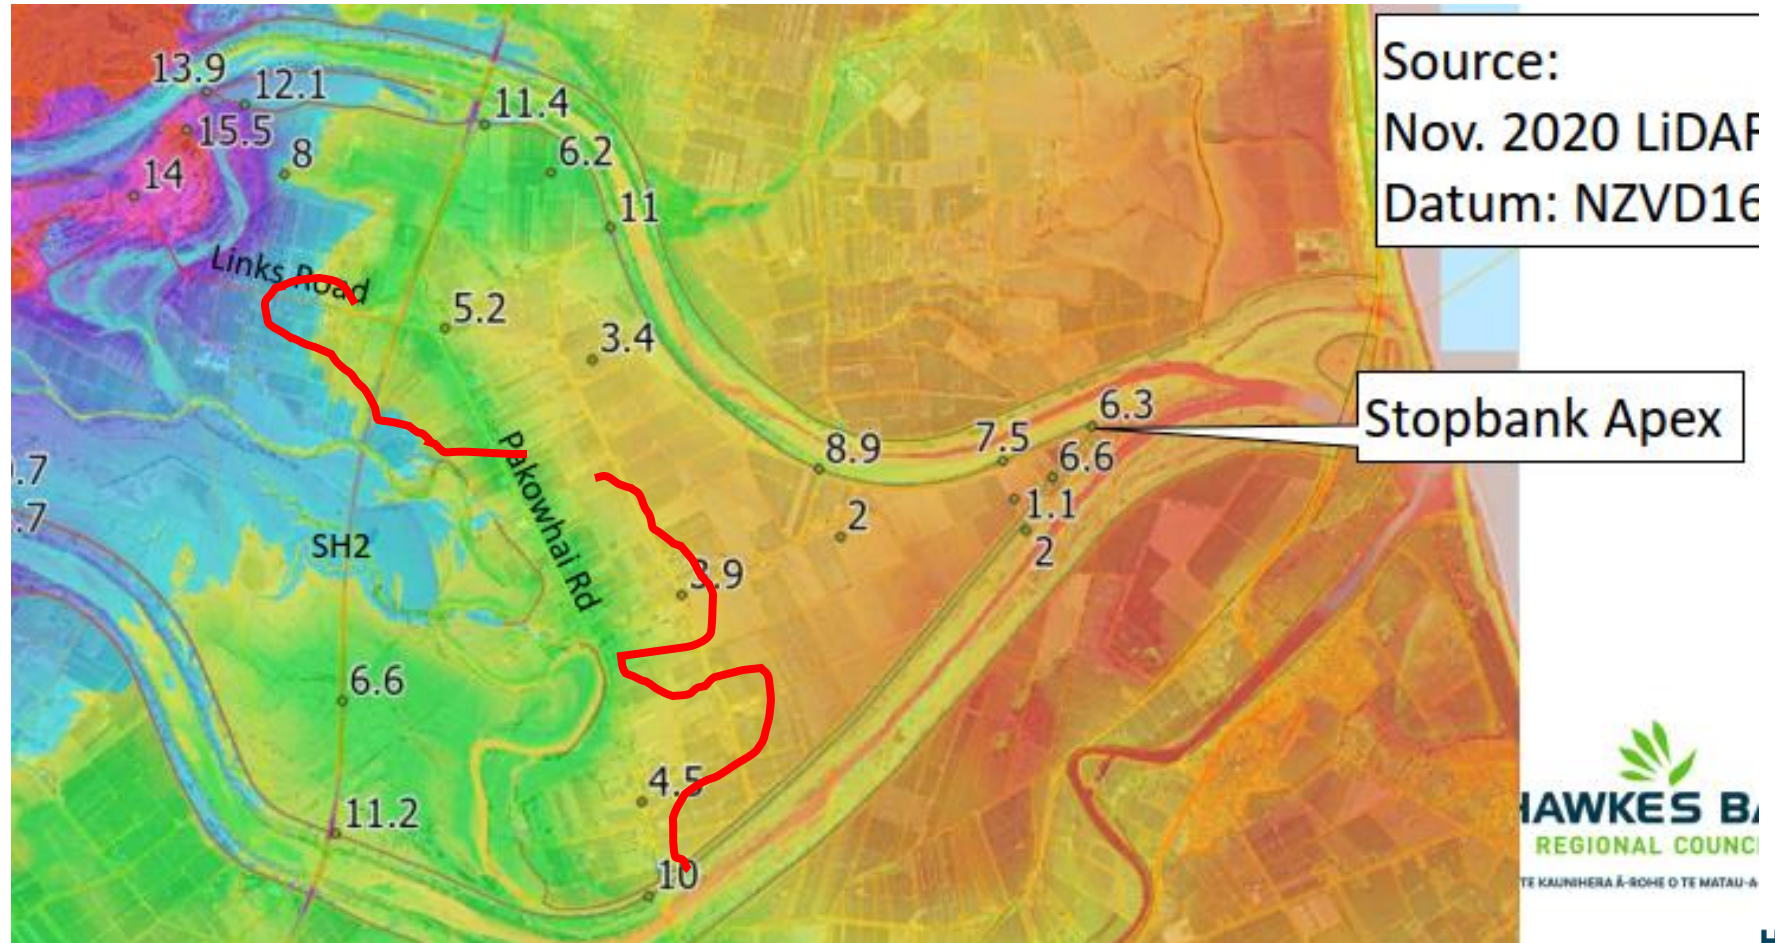 Source:
Nov. 2020 LiDAR
Datum: NZVD16
13.9
12.1
11.4
15.5
8
6.2
14
11
Links Road
5.2
3.4
Stopbank Apex
6.3
7.5
8.9
6.6
Pakowhai Rd
.7
.7
1.1
2
SH2
2
3.9
6.6
4.5
11.2
10
HAWKES BA
REGIONAL COUNCI
TE KAUNIHERA Ā-ROHE O TE MATAU-A
H